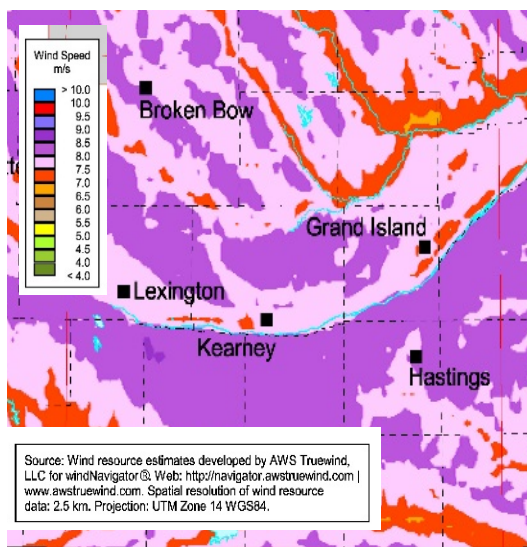 Wind Speed
m/s
> 10.0
10.0
9.5
9.0
8.5
8.0
7.5
7.0
6.5
6.0
5.5
5.0
4.5
4.0
< 4.0
Broken Bow
Grand Island
Lexington
Kearney
Hastings
Source: Wind resource estimates developed by AWS Truewind,
LLC for windNavigator®. Web: http://navigator.awstruewind.com |
www.awstruewind.com. Spatial resolution of wind resource
data: 2.5 km. Projection: UTM Zone 14 WGS84.